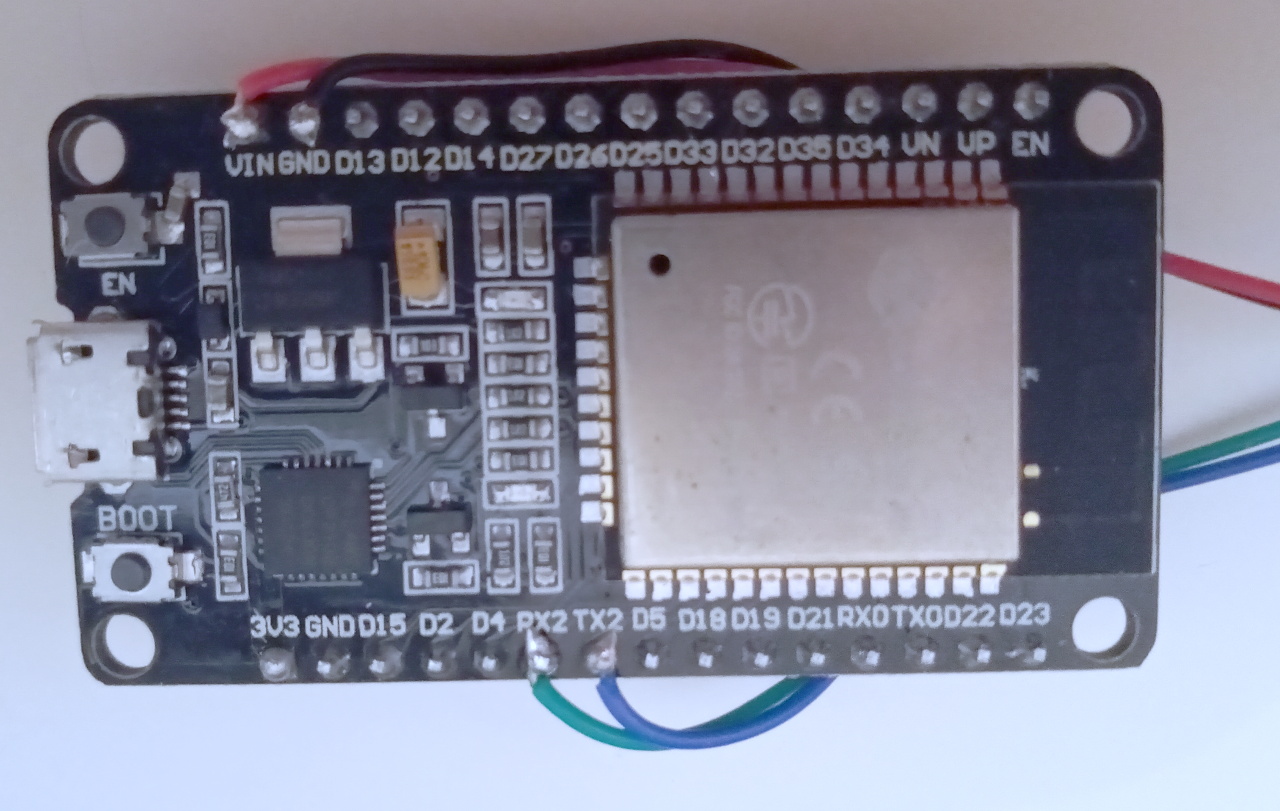 VIN GND D13 D12 D14 D27 D26 D25 D33 D32 D35 D34 VN VP EN
EN
CE
BOOT
3V3 GND D15 D2 D4 RX2 TX2 D5 D18 D19 D21 RX0 TX0 D22 D23